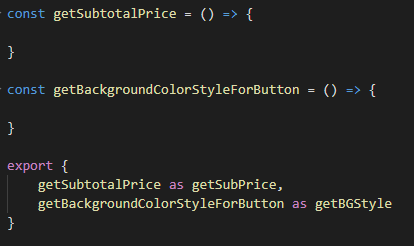 const getSubtotalPrice = () => {
}
const getBackgroundColorStyleForButton = () => {
}
export {
getSubtotalPrice as getSubPrice,
getBackgroundColorStyleForButton as getBGStyle
}